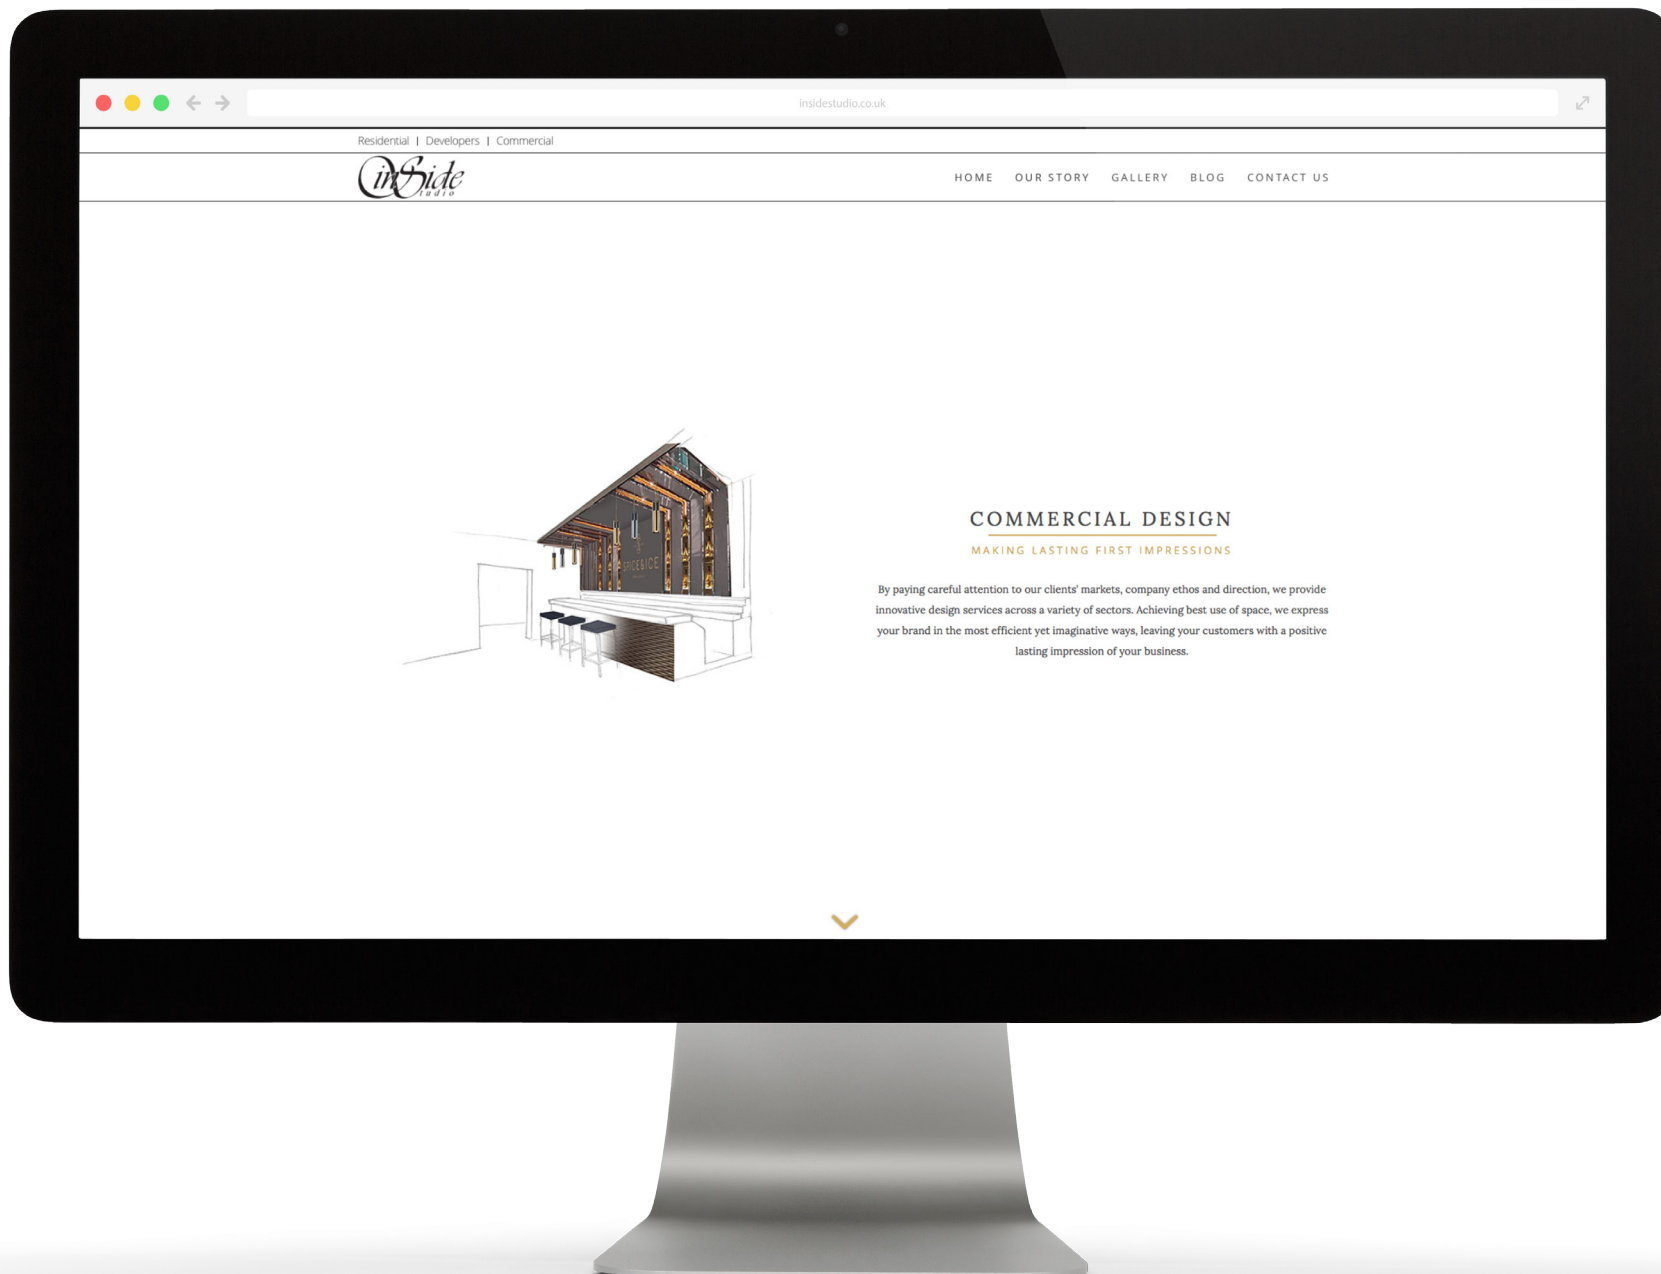 insidestudio.co.uk
Residential | Developers | Commercial
inSide
tudio
HOME OUR STORY GALLERY BLOG CONTACT US
SPICE&ICE
COMMERCIAL DESIGN
MAKING LASTING FIRST IMPRESSIONS
By paying careful attention to our clients' markets, company ethos and direction, we provide
innovative design services across a variety of sectors. Achieving best use of space, we express
your brand in the most efficient yet imaginative ways, leaving your customers with a positive
lasting impression of your business.